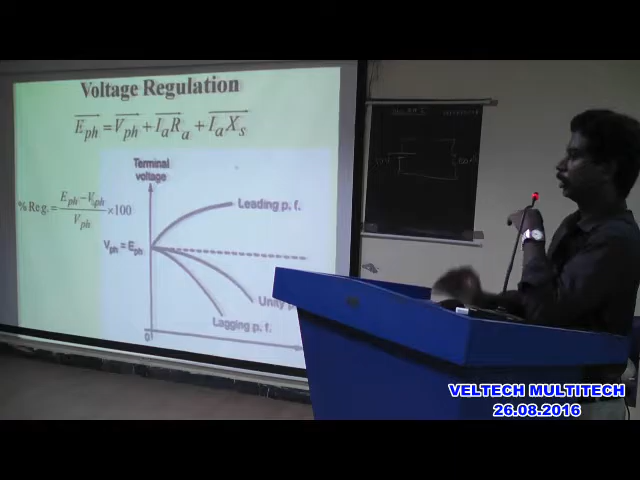 Voltage Regulation
E_ph = V_ph + I_a R_a + I_a X_s
Terminal
voltage
% Reg. = (E_ph − V_ph) / V_ph × 100
Leading p. f.
V_ph = E_ph
Unity p
Lagging p. f.
0
VELTECH MULTITECH
26.08.2016